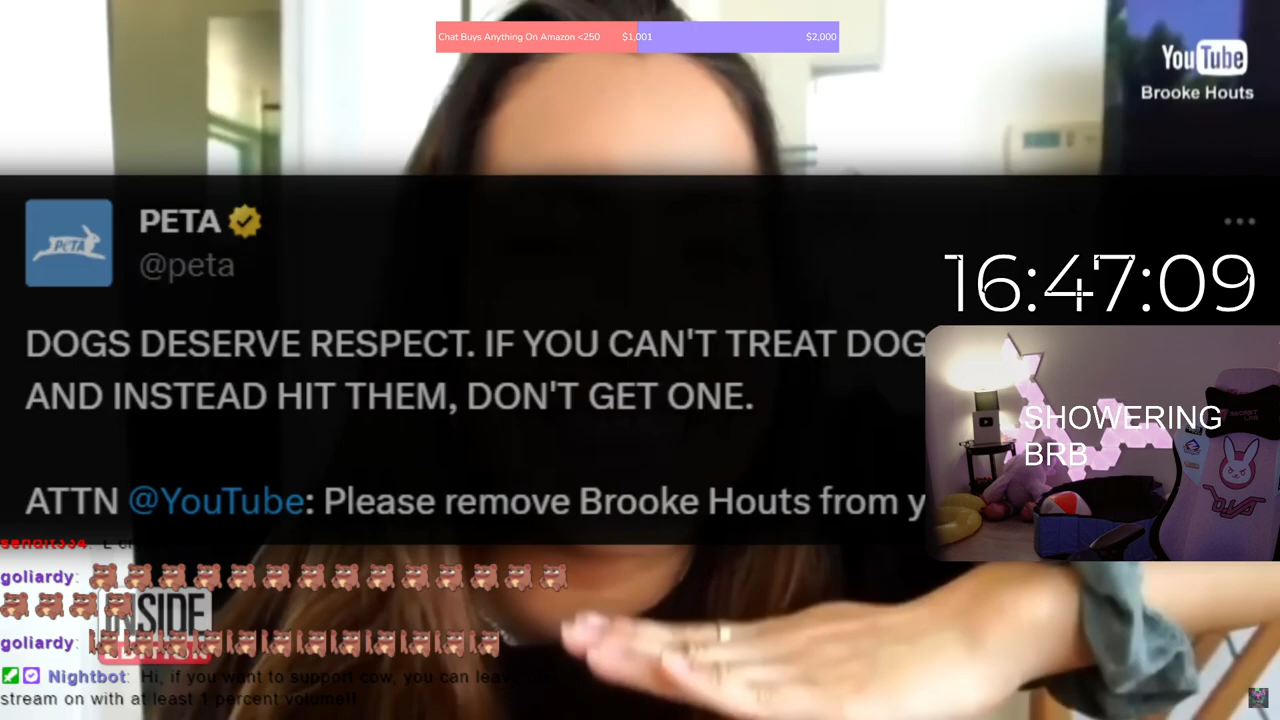 Chat Buys Anything On Amazon <250 $1,001 $2,000
YouTube
Brooke Houts
PETA
@peta
16:47:09
DOGS DESERVE RESPECT. IF YOU CAN'T TREAT DOG
AND INSTEAD HIT THEM, DON'T GET ONE.
SHOWERING
BRB
ATTN @YouTube: Please remove Brooke Houts from y
goliardy:
INSIDE
goliardy:
Nightbot: Hi, if you want to support cow, you can
stream on with at least 1 percent volume!!